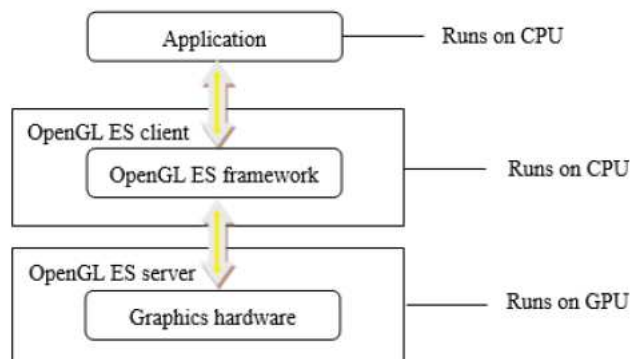 Application
Runs on CPU
OpenGL ES client
OpenGL ES framework
Runs on CPU
OpenGL ES server
Graphics hardware
Runs on GPU